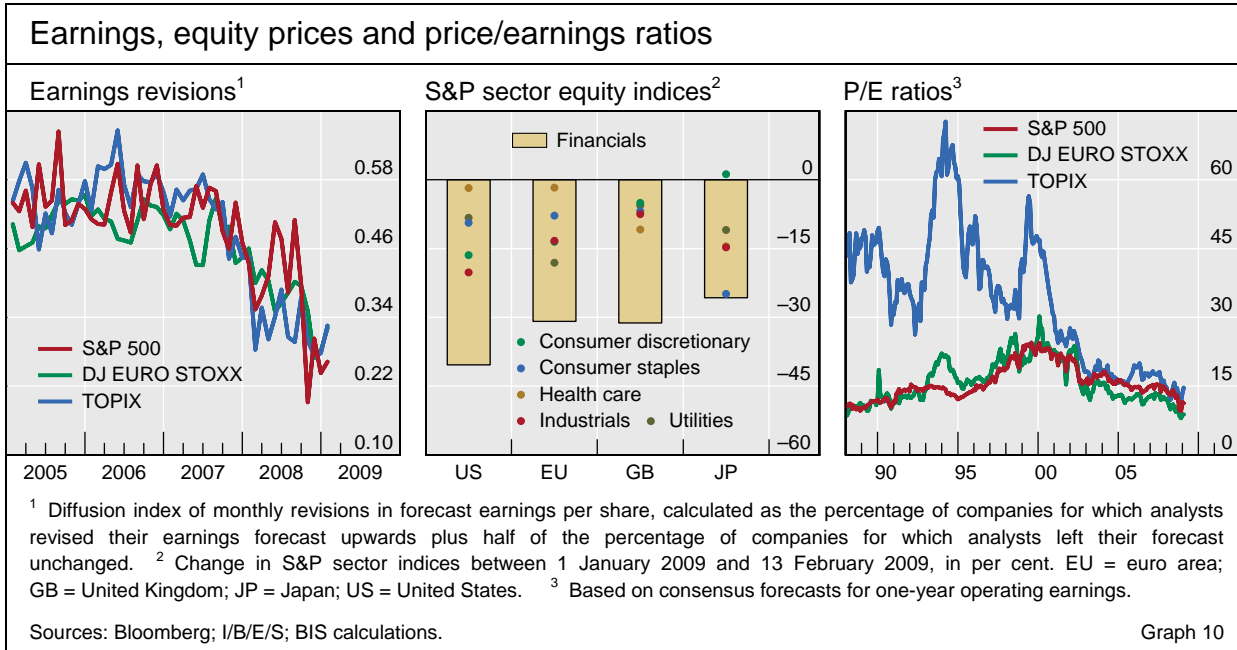 Earnings, equity prices and price/earnings ratios
Earnings revisions1
0.58
0.46
0.34
0.22
0.10
S&P 500
DJ EURO STOXX
TOPIX
2005 2006 2007 2008 2009
S&P sector equity indices2
Financials
0
–15
–30
–45
–60
Consumer discretionary
Consumer staples
Health care
Industrials Utilities
US EU GB JP
P/E ratios3
S&P 500
DJ EURO STOXX
TOPIX
60
45
30
15
0
90 95 00 05
1 Diffusion index of monthly revisions in forecast earnings per share, calculated as the percentage of companies for which analysts
revised their earnings forecast upwards plus half of the percentage of companies for which analysts left their forecast
unchanged. 2 Change in S&P sector indices between 1 January 2009 and 13 February 2009, in per cent. EU = euro area;
GB = United Kingdom; JP = Japan; US = United States. 3 Based on consensus forecasts for one-year operating earnings.
Sources: Bloomberg; I/B/E/S; BIS calculations. Graph 10